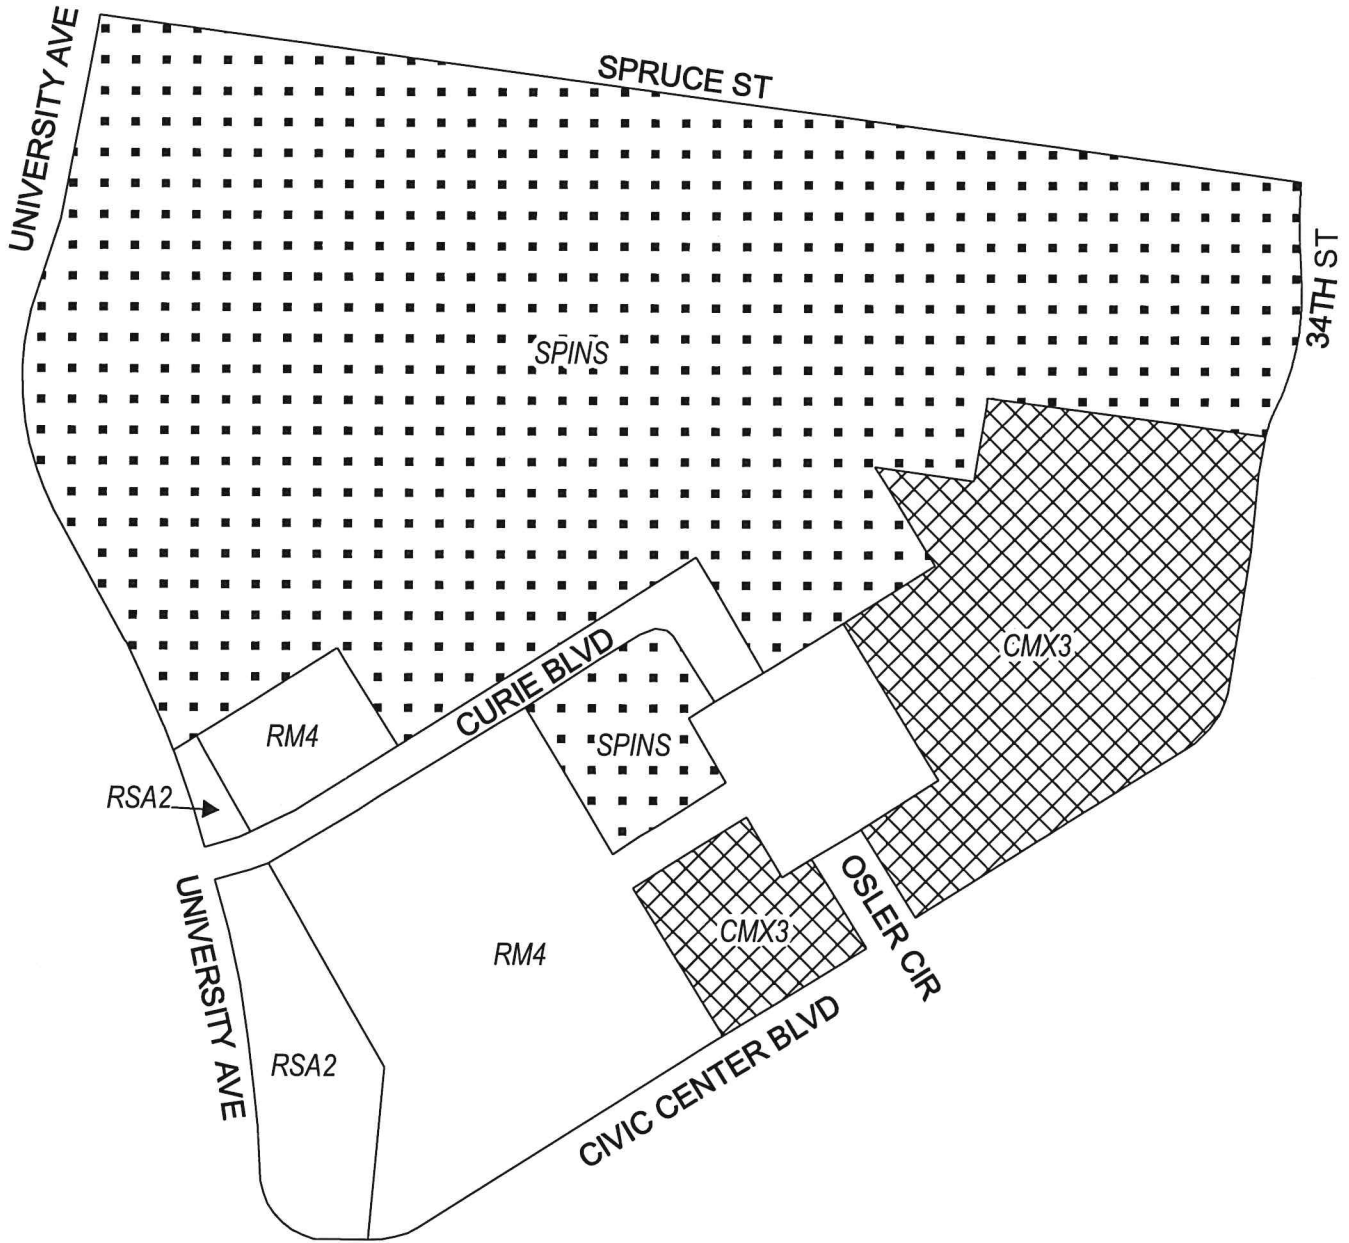 UNIVERSITY AVE
SPRUCE ST
34TH ST
SPINS
CMX3
CURIE BLVD
RM4
SPINS
RSA2
OSLER CIR
UNIVERSITY AVE
CMX3
RM4
RSA2
CIVIC CENTER BLVD